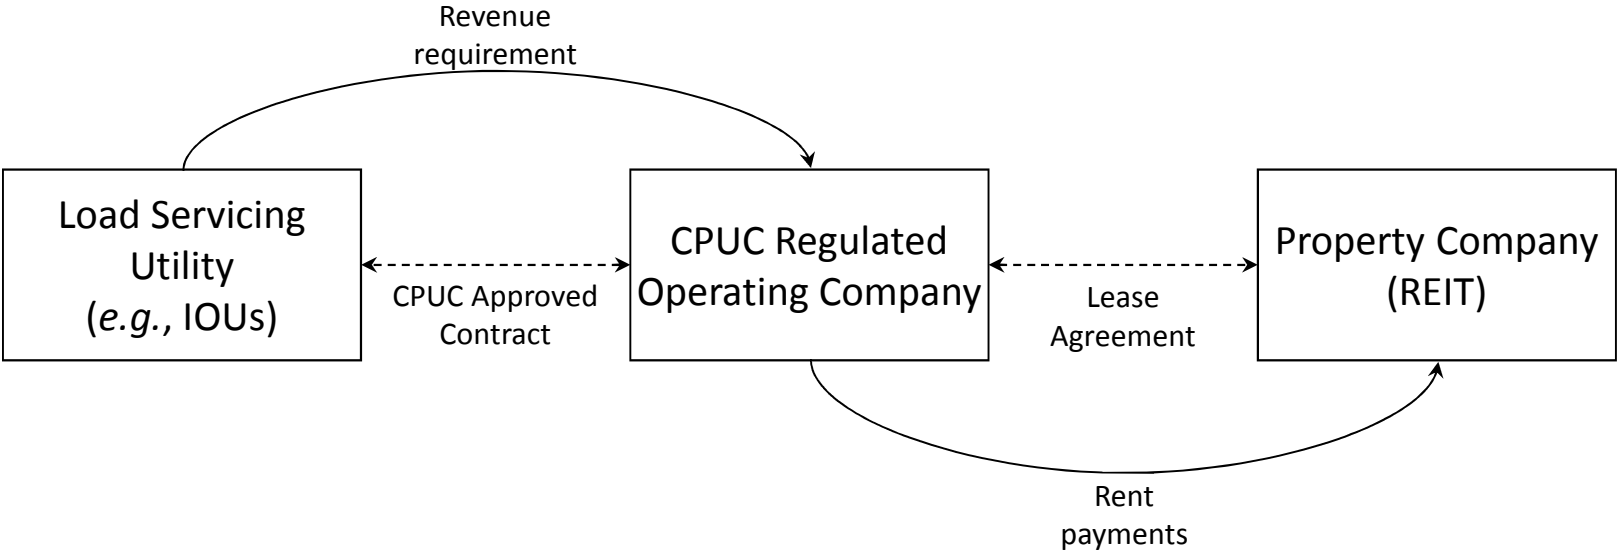 Revenue
requirement
Load Servicing
Utility
(e.g., IOUs)
CPUC Approved
Contract
CPUC Regulated
Operating Company
Lease
Agreement
Property Company
(REIT)
Rent
payments